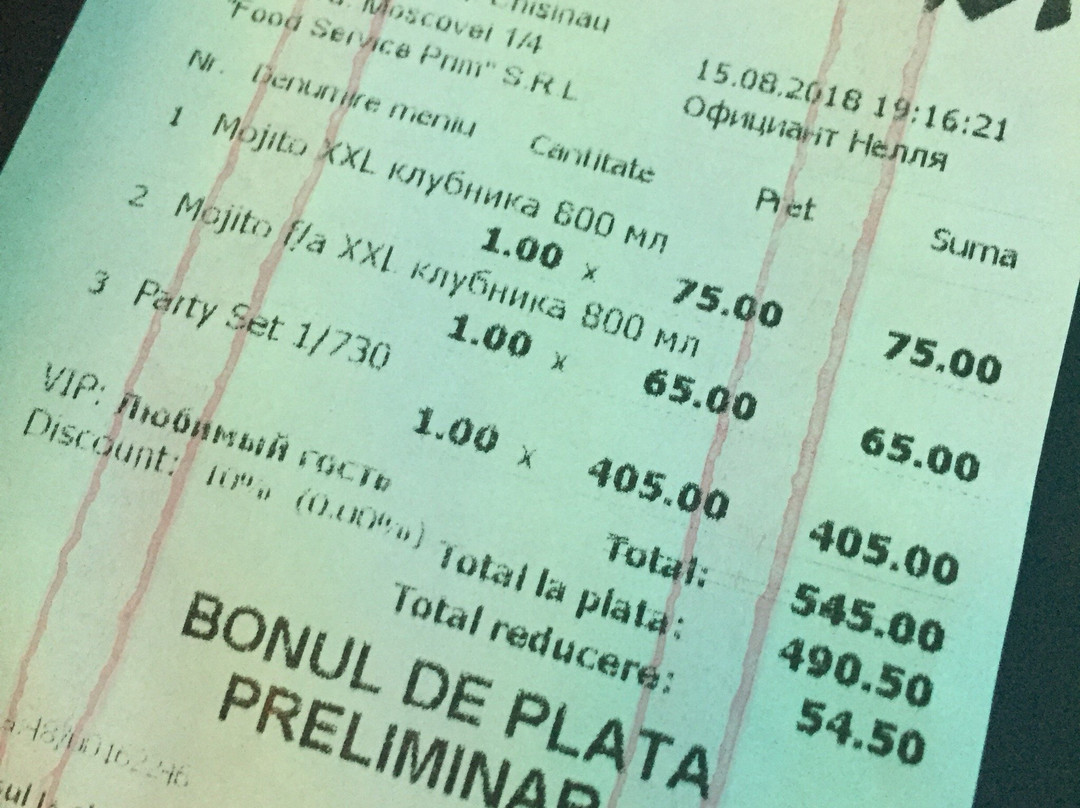 Chisinau
Moscovei 1/4
"Food Service Prim" S.R.L
15.08.2018 19:16:21
Официант Нелля
Nr. Denumire meniu Cantitate Pret Suma
1 Mojito XXL клубника 800 мл
1.00 x 75.00 75.00
2 Mojito f/a XXL клубника 800 мл
1.00 x 65.00 65.00
3 Party Set 1/730
1.00 x 405.00 405.00
VIP: Любимый гость
Discount: 10% (0.00%)
Total: 545.00
Total la plata: 490.50
Total reducere: 54.50
BONUL DE PLATA
PRELIMINAR